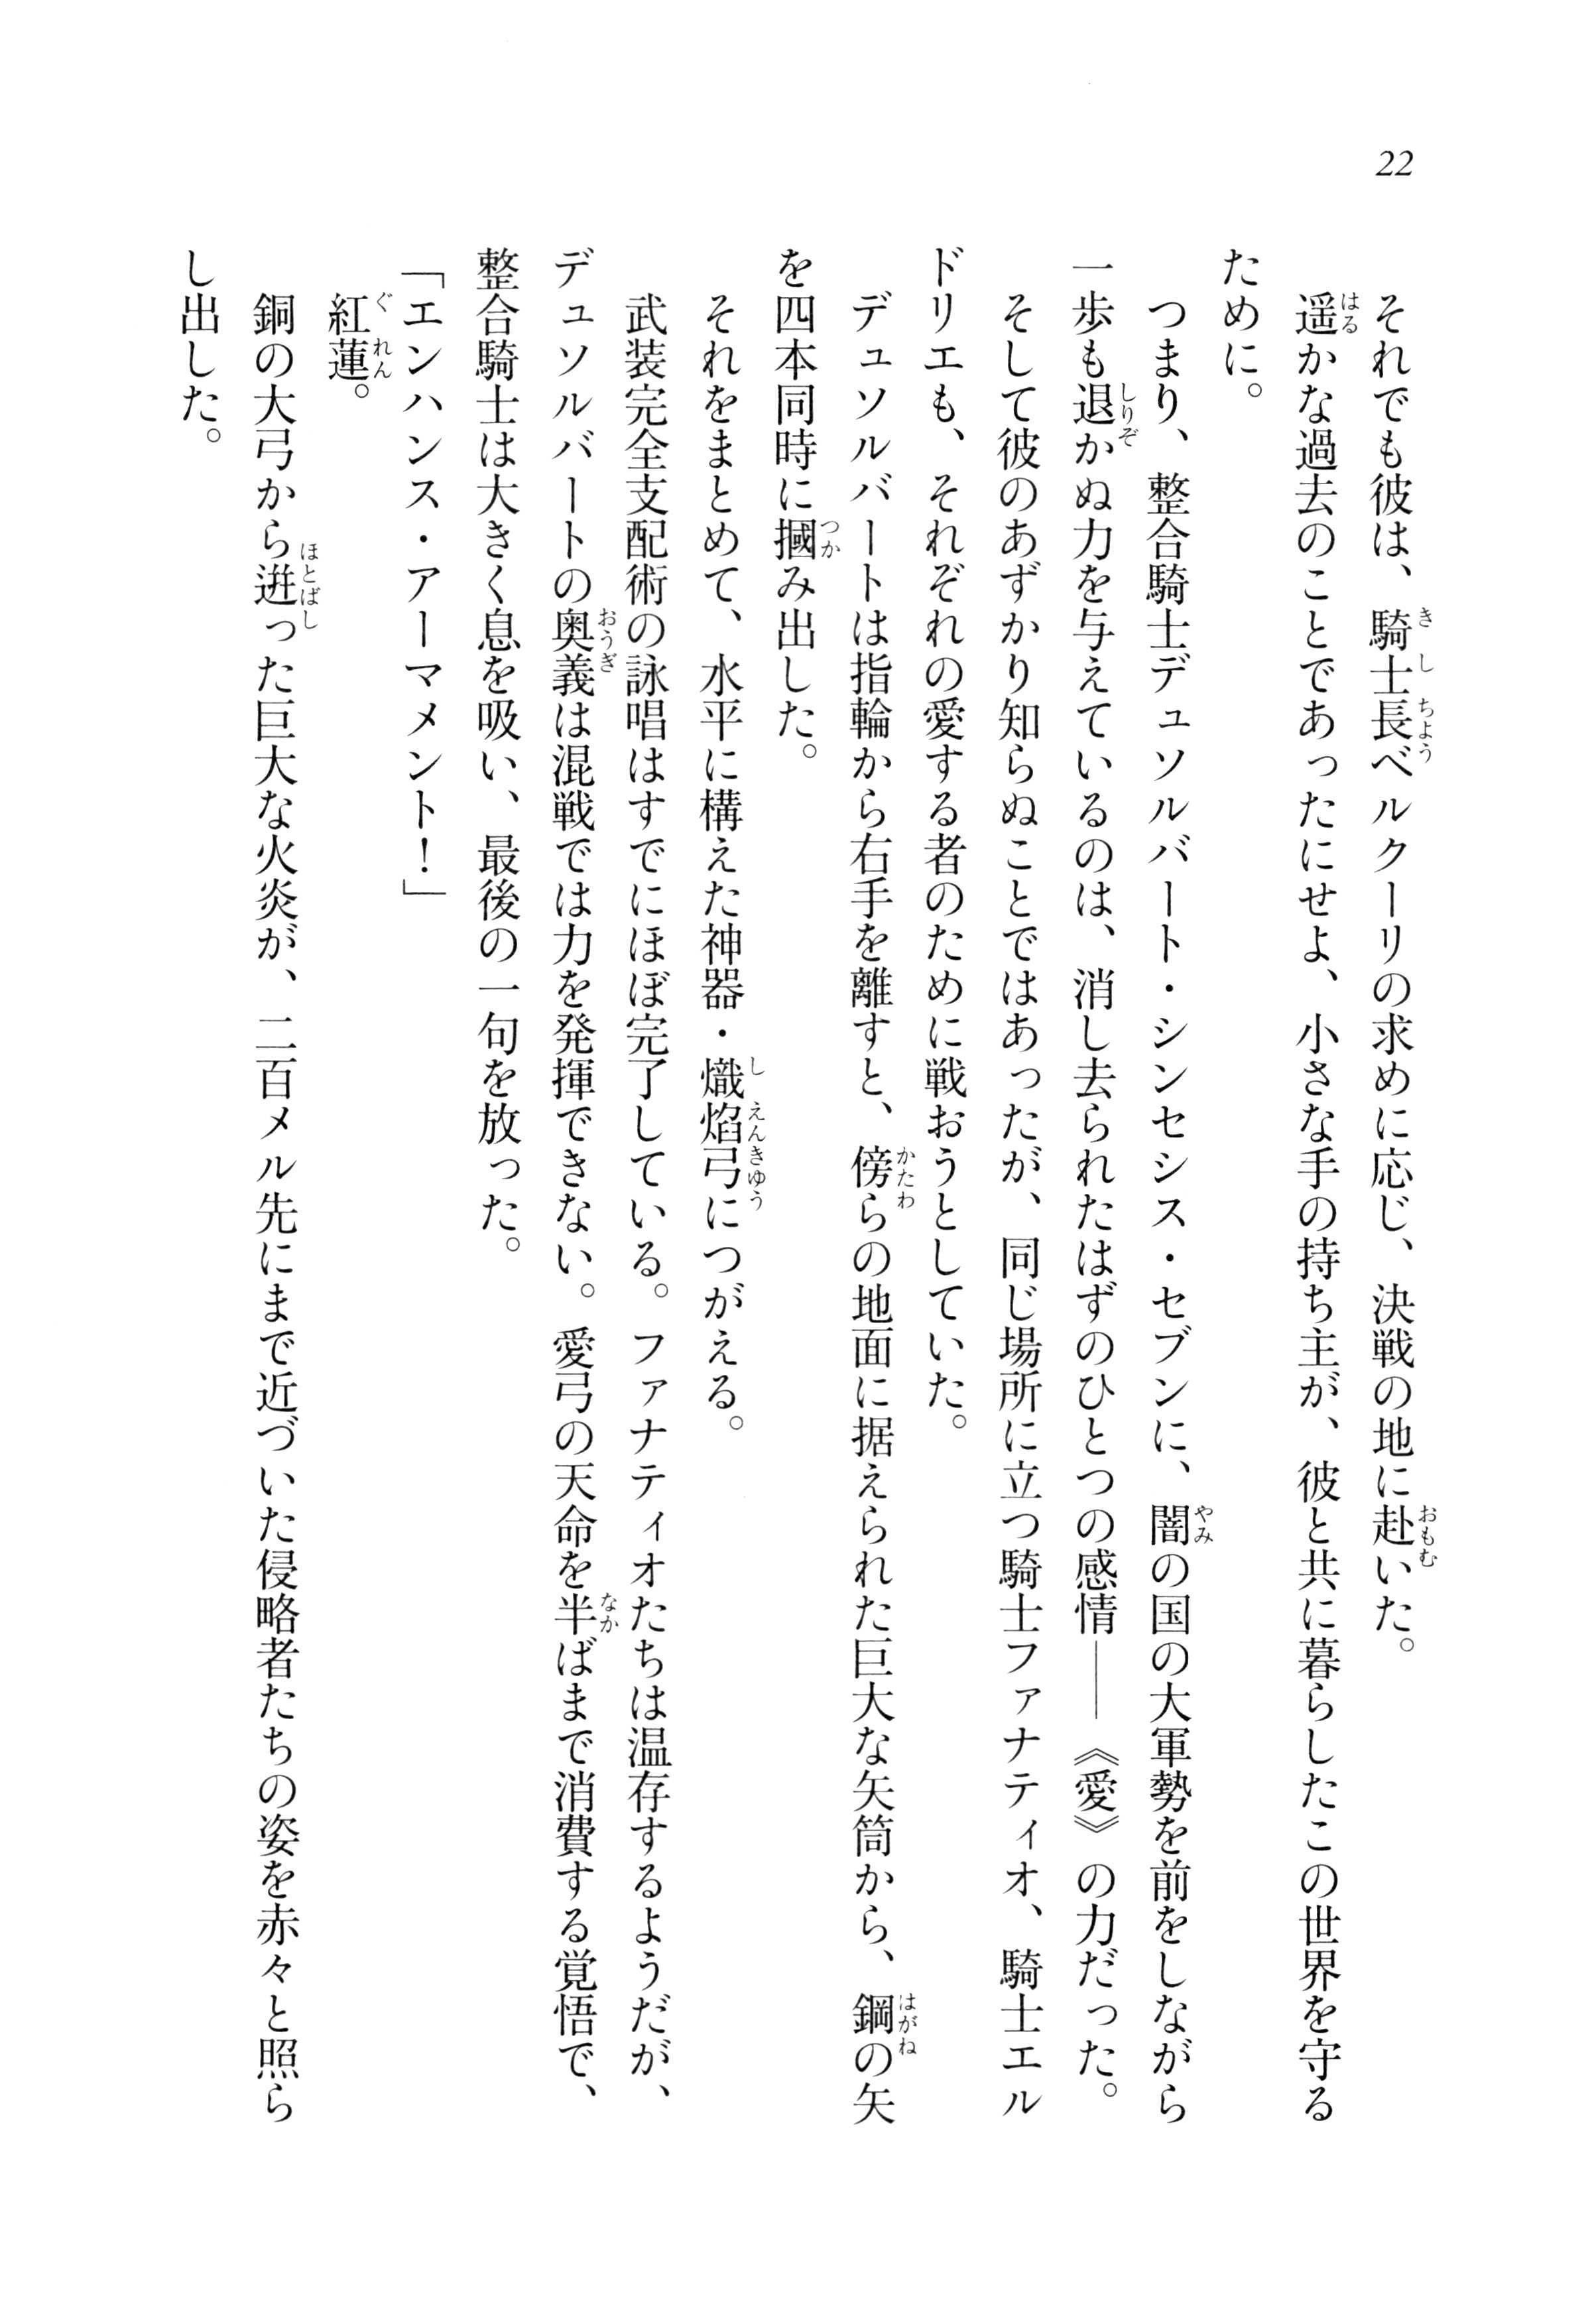 22
それでも彼は、騎士長ベルクーリの求めに応じ、決戦の地に赴いた。
遥かな過去のことであったにせよ、小さな手の持ち主が、彼と共に暮らしたこの世界を守る
ために。
つまり、整合騎士デュソルバート・シンセシス・セブンに、闇の国の大軍勢を前をしながら
一歩も退かぬ力を与えているのは、消し去られたはずのひとつの感情――《愛》の力だった。
そして彼のあずかり知らぬことではあったが、同じ場所に立つ騎士ファナティオ、騎士エル
ドリエも、それぞれの愛する者のために戦おうとしていた。
デュソルバートは指輪から右手を離すと、傍らの地面に据えられた巨大な矢筒から、鋼の矢
を四本同時に摑み出した。
それをまとめて、水平に構えた神器・熾焰弓につがえる。
武装完全支配術の詠唱はすでにほぼ完了している。ファナティオたちは温存するようだが、
デュソルバートの奥義は混戦では力を発揮できない。愛弓の天命を半ばまで消費する覚悟で、
整合騎士は大きく息を吸い、最後の一句を放った。
「エンハンス・アーマメント！」
紅蓮。
銅の大弓から迸った巨大な火炎が、二百メル先にまで近づいた侵略者たちの姿を赤々と照ら
し出した。